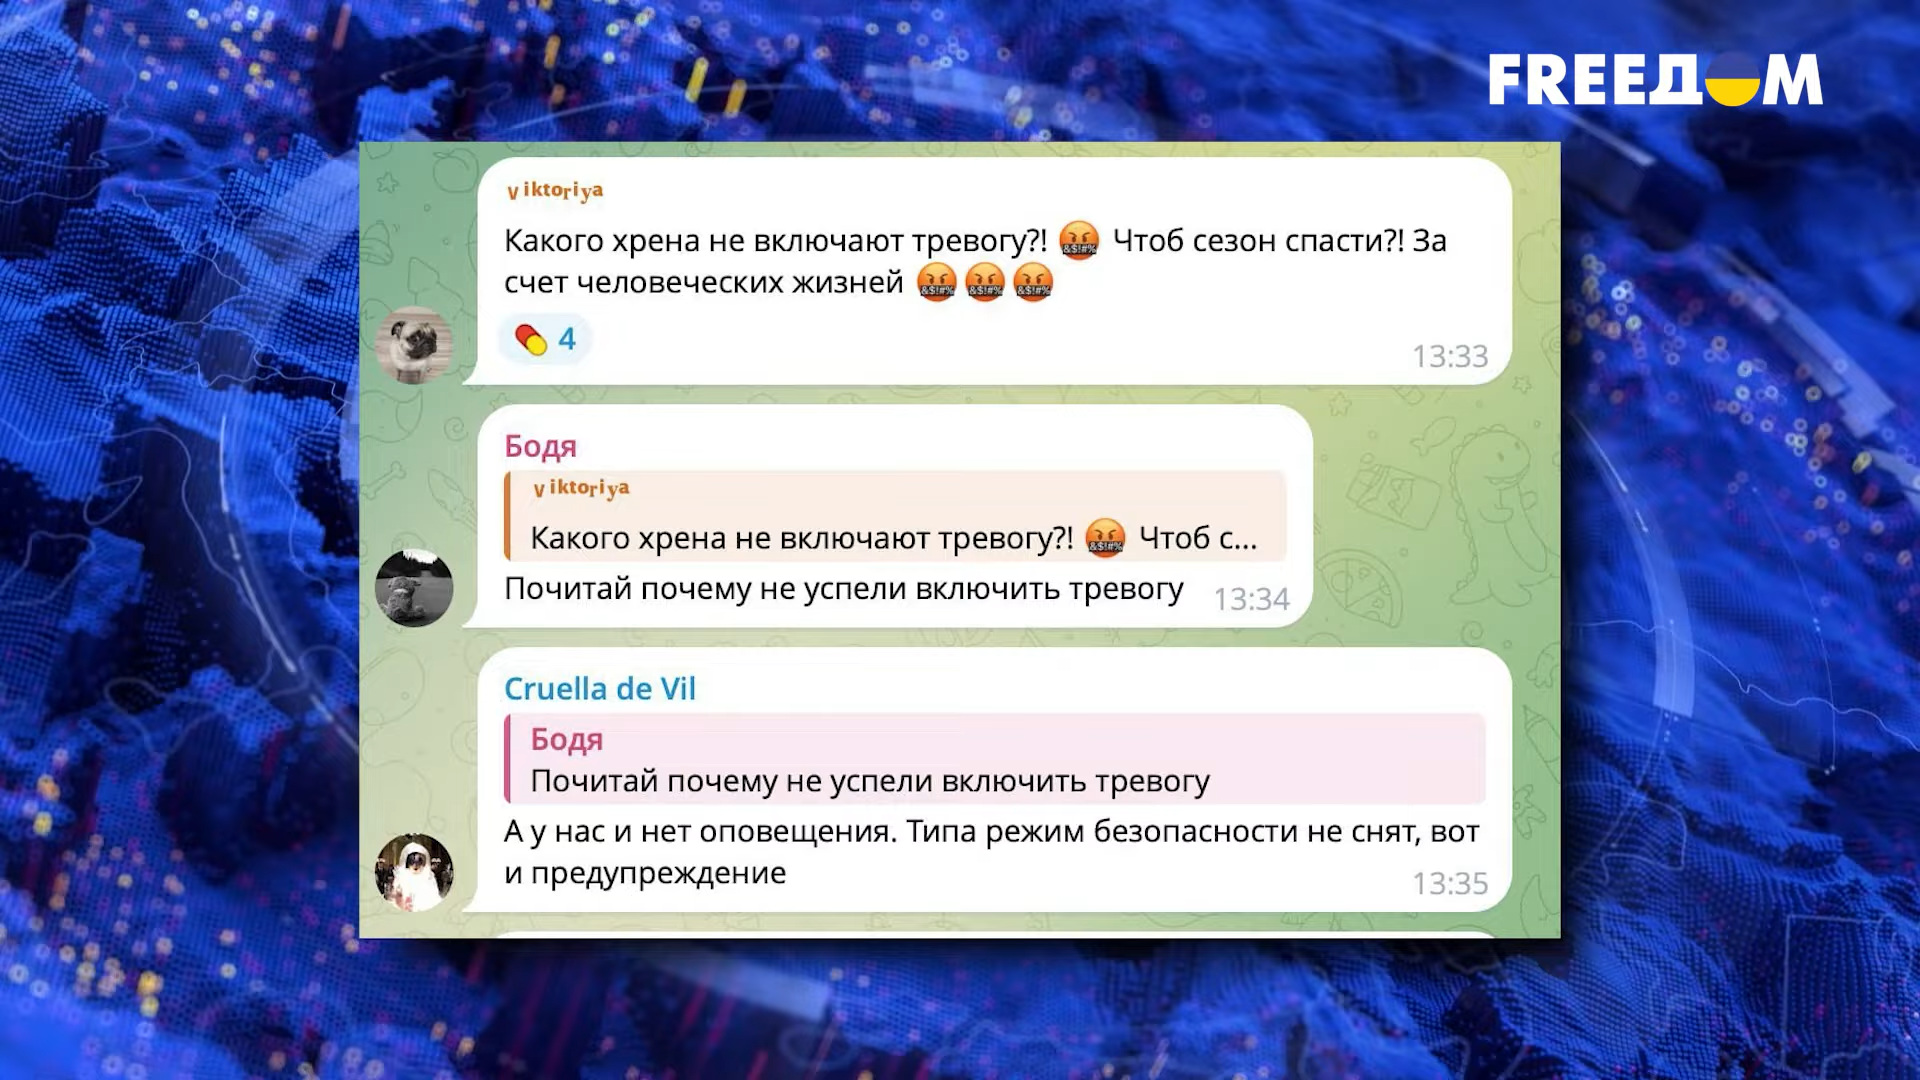 FREEДОM
viktoriya
Какого хрена не включают тревогу?! 🤬 Чтоб сезон спасти?! За
счет человеческих жизней 🤬🤬🤬
💊 4
13:33
Бодя
viktoriya
Какого хрена не включают тревогу?! 🤬 Чтоб с...
Почитай почему не успели включить тревогу
13:34
Cruella de Vil
Бодя
Почитай почему не успели включить тревогу
А у нас и нет оповещения. Типа режим безопасности не снят, вот
и предупреждение
13:35